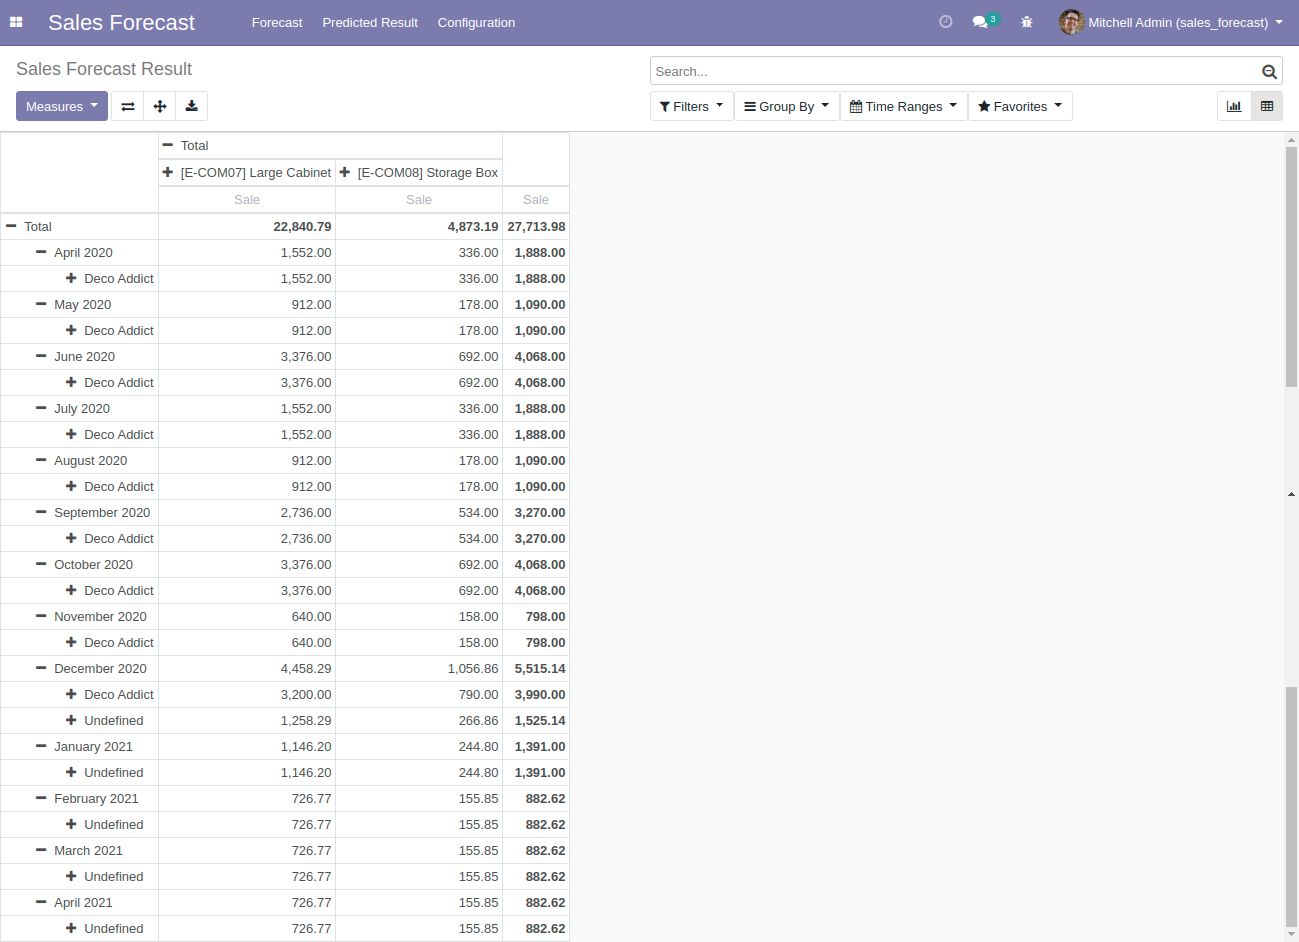 Sales Forecast Forecast Predicted Result Configuration 3 Mitchell Admin (sales_forecast)
Sales Forecast Result Search...
Measures Filters Group By Time Ranges Favorites
Total
[E-COM07] Large Cabinet [E-COM08] Storage Box
Sale Sale Sale
Total 22,840.79 4,873.19 27,713.98
April 2020 1,552.00 336.00 1,888.00
Deco Addict 1,552.00 336.00 1,888.00
May 2020 912.00 178.00 1,090.00
Deco Addict 912.00 178.00 1,090.00
June 2020 3,376.00 692.00 4,068.00
Deco Addict 3,376.00 692.00 4,068.00
July 2020 1,552.00 336.00 1,888.00
Deco Addict 1,552.00 336.00 1,888.00
August 2020 912.00 178.00 1,090.00
Deco Addict 912.00 178.00 1,090.00
September 2020 2,736.00 534.00 3,270.00
Deco Addict 2,736.00 534.00 3,270.00
October 2020 3,376.00 692.00 4,068.00
Deco Addict 3,376.00 692.00 4,068.00
November 2020 640.00 158.00 798.00
Deco Addict 640.00 158.00 798.00
December 2020 4,458.29 1,056.86 5,515.14
Deco Addict 3,200.00 790.00 3,990.00
Undefined 1,258.29 266.86 1,525.14
January 2021 1,146.20 244.80 1,391.00
Undefined 1,146.20 244.80 1,391.00
February 2021 726.77 155.85 882.62
Undefined 726.77 155.85 882.62
March 2021 726.77 155.85 882.62
Undefined 726.77 155.85 882.62
April 2021 726.77 155.85 882.62
Undefined 726.77 155.85 882.62